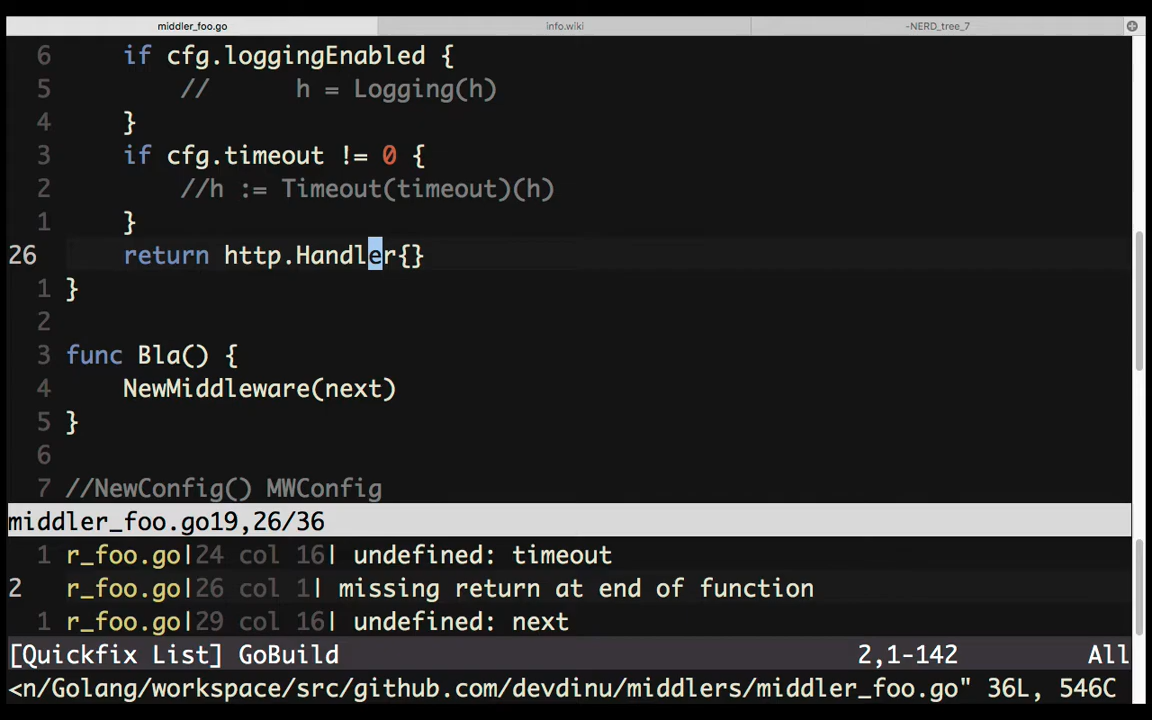 middler_foo.go info.wiki -NERD_tree_7
6 if cfg.loggingEnabled {
5 // h = Logging(h)
4 }
3 if cfg.timeout != 0 {
2 //h := Timeout(timeout)(h)
1 }
26 return http.Handler{}
1 }
2
3 func Bla() {
4 NewMiddleware(next)
5 }
6
7 //NewConfig() MWConfig
middler_foo.go19,26/36
1 r_foo.go|24 col 16| undefined: timeout
2 r_foo.go|26 col 1| missing return at end of function
1 r_foo.go|29 col 16| undefined: next
[Quickfix List] GoBuild 2,1-142 All
<n/Golang/workspace/src/github.com/devdinu/middlers/middler_foo.go" 36L, 546C